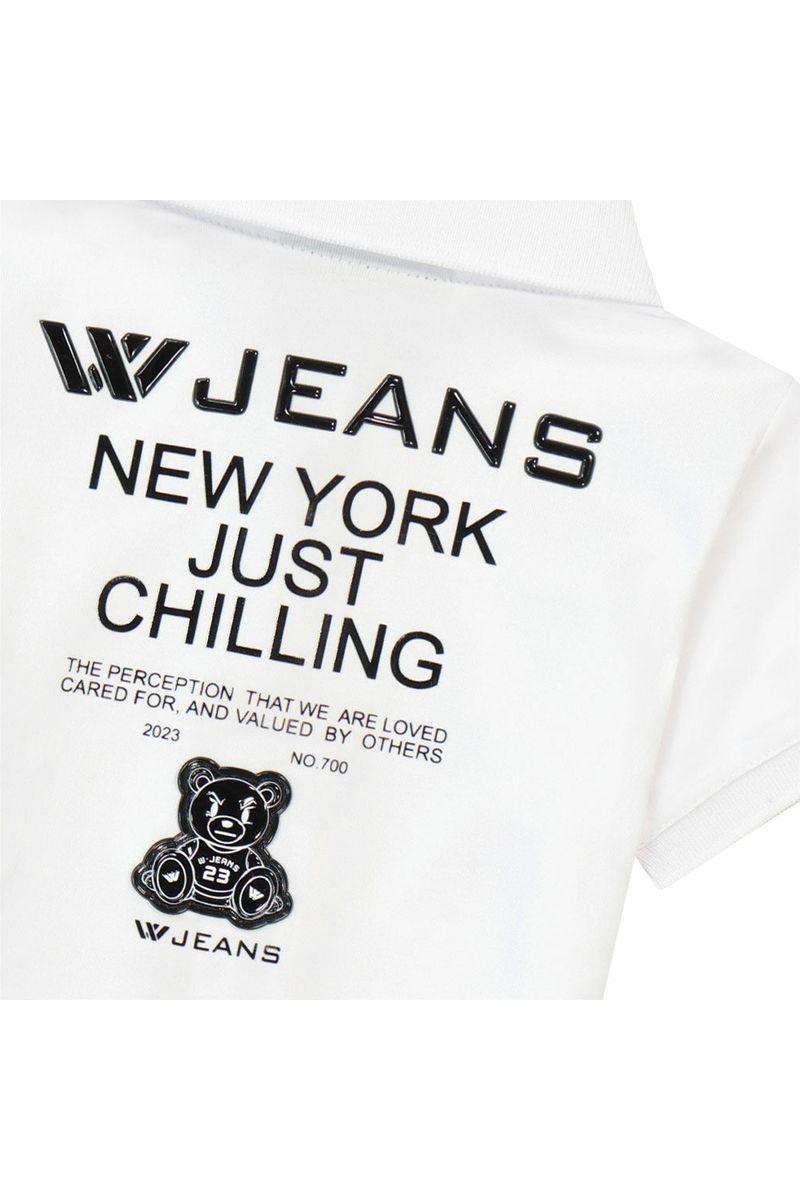 W JEANS
NEW YORK
JUST
CHILLING
THE PERCEPTION THAT WE ARE LOVED
CARED FOR, AND VALUED BY OTHERS
2023
NO.700
W-JEANS
23
W JEANS